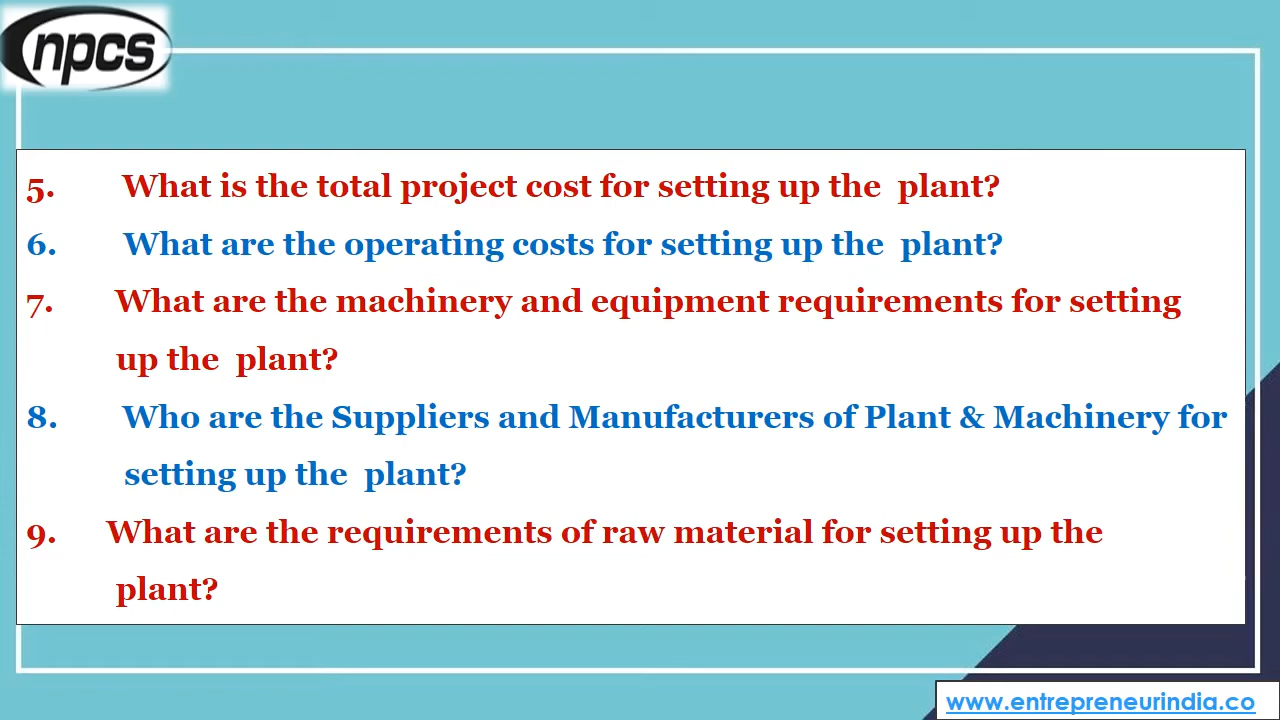 npcs
5. What is the total project cost for setting up the plant?
6. What are the operating costs for setting up the plant?
7. What are the machinery and equipment requirements for setting
up the plant?
8. Who are the Suppliers and Manufacturers of Plant & Machinery for
setting up the plant?
9. What are the requirements of raw material for setting up the
plant?
www.entrepreneurindia.co